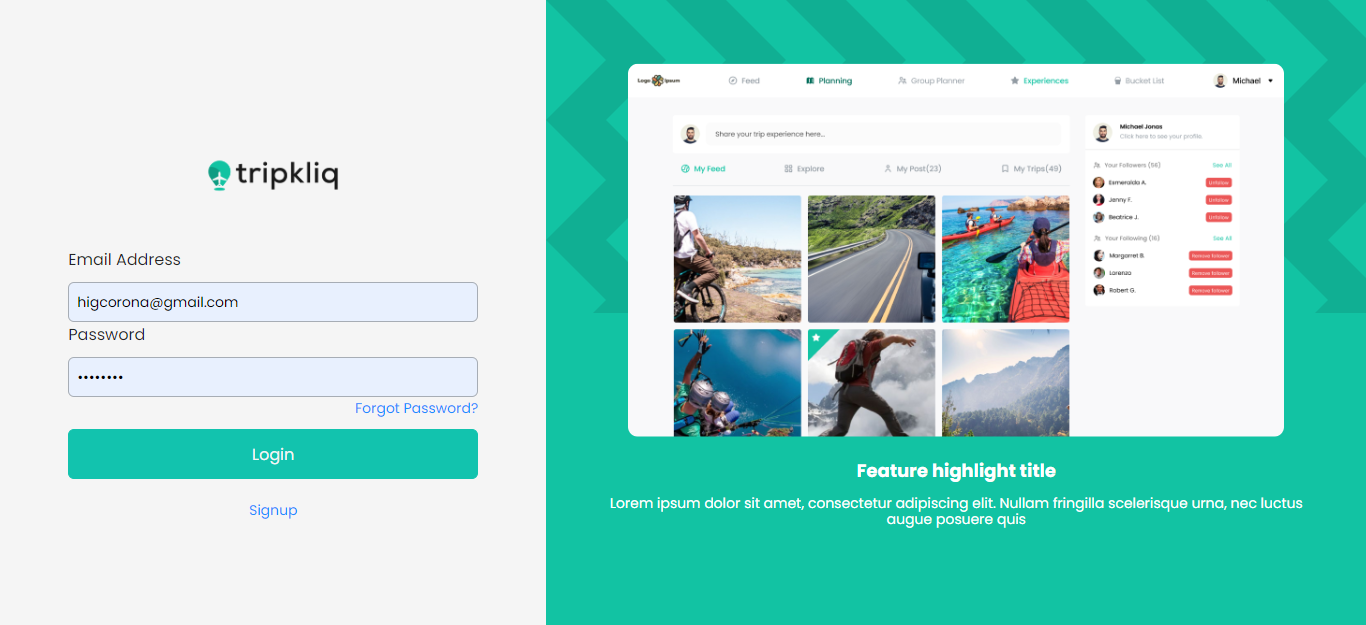 tripkliq
Email Address
higcorona@gmail.com
Password
••••••••
Forgot Password?
Login
Signup
Logo Ipsum
Feed
Planning
Group Planner
Experiences
Bucket List
Michael
Share your trip experience here...
My Feed
Explore
My Post(23)
My Trips(49)
Michael Jonas
Click here to see your profile.
Your Followers (56)
See All
Esmeralda A.
Unfollow
Jenny F.
Unfollow
Beatrice J.
Unfollow
Your Following (16)
See All
Margarret B.
Remove follower
Lorenzo
Remove follower
Robert G.
Remove follower
Feature highlight title
Lorem ipsum dolor sit amet, consectetur adipiscing elit. Nullam fringilla scelerisque urna, nec luctus
augue posuere quis